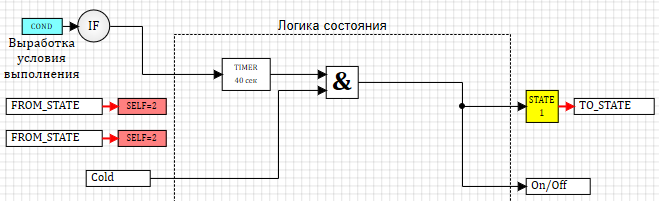 Логика состояния
COND
IF
Выработка
условия
выполнения
TIMER
40 сек
&
FROM_STATE
SELF=2
STATE
1
TO_STATE
FROM_STATE
SELF=2
Cold
On/Off